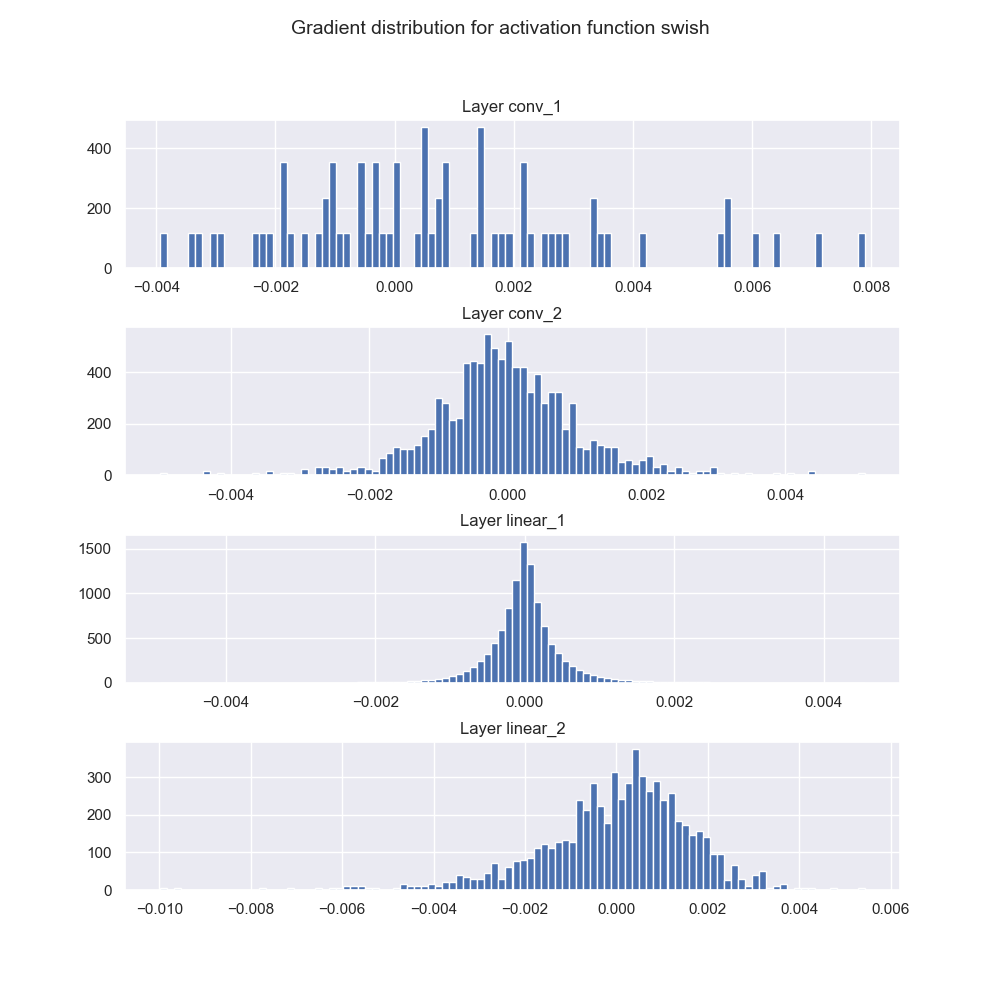 Gradient distribution for activation function swish
Layer conv_1
400
200
0
−0.004 −0.002 0.000 0.002 0.004 0.006 0.008
Layer conv_2
400
200
0
−0.004 −0.002 0.000 0.002 0.004
Layer linear_1
1500
1000
500
0
−0.004 −0.002 0.000 0.002 0.004
Layer linear_2
300
200
100
0
−0.010 −0.008 −0.006 −0.004 −0.002 0.000 0.002 0.004 0.006